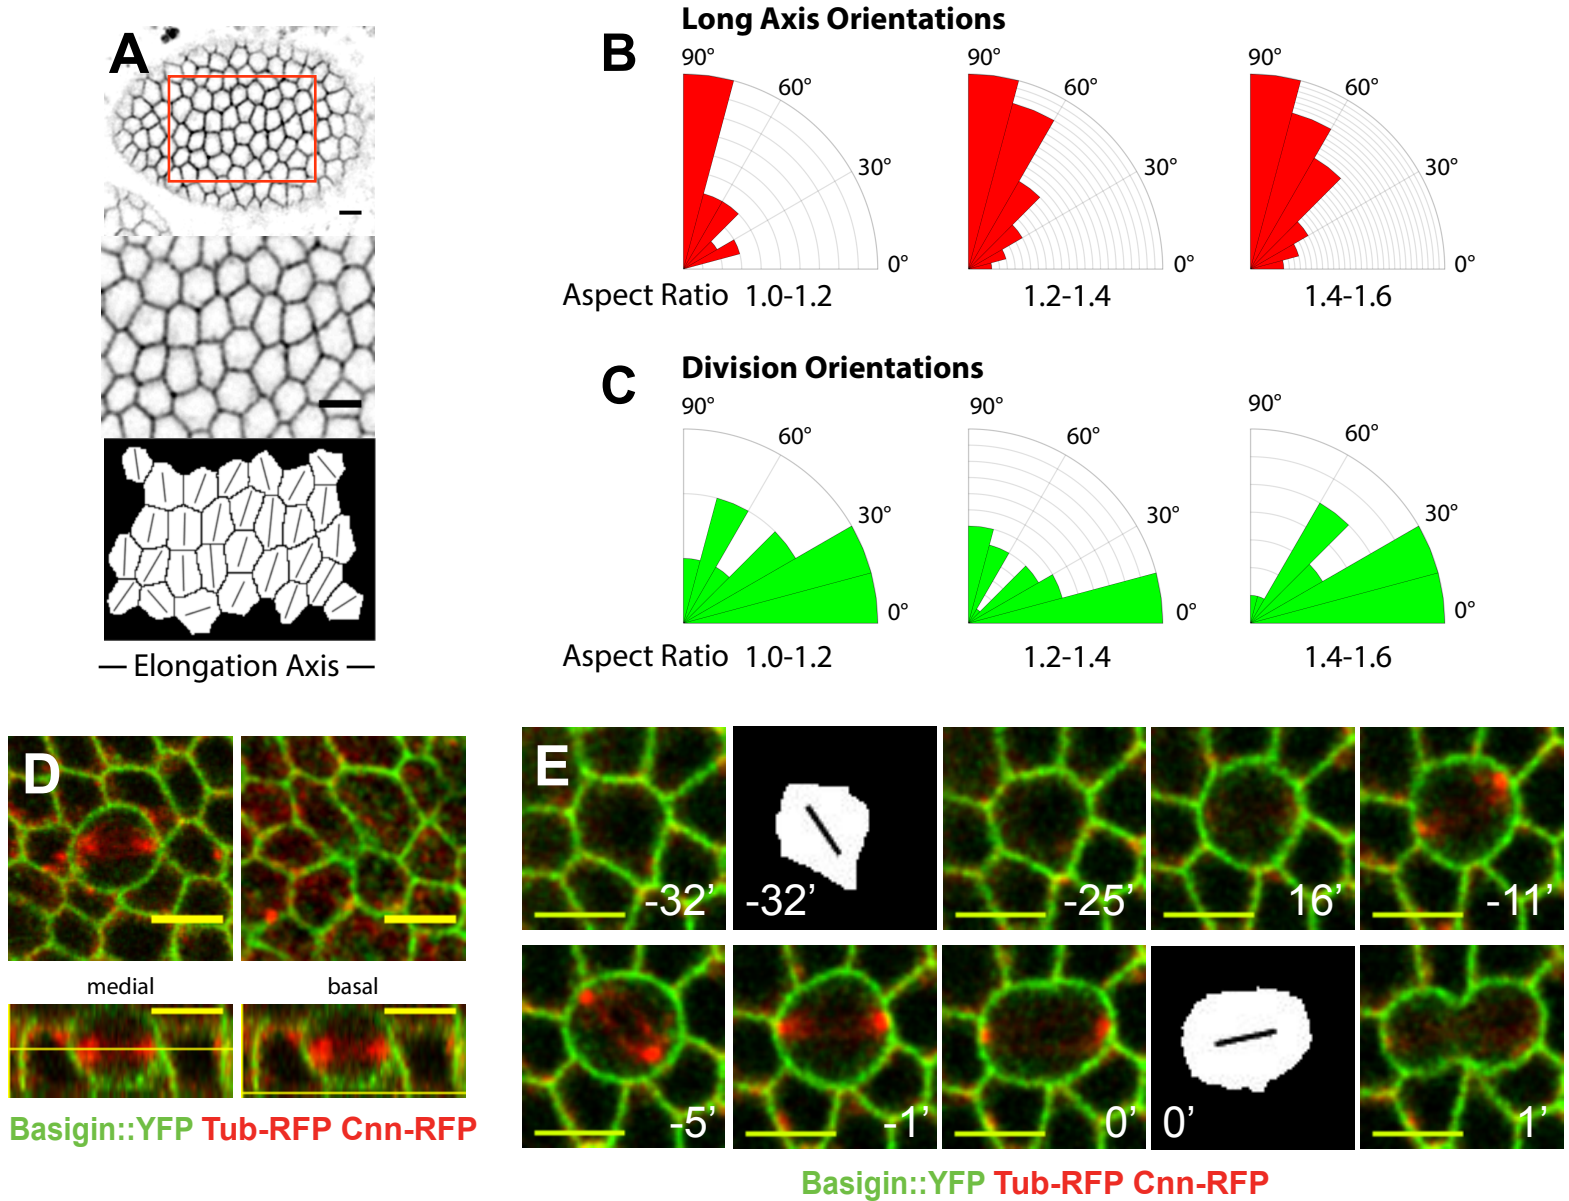 A
— Elongation Axis —
B
Long Axis Orientations
90°
60°
30°
0°
90°
60°
30°
0°
90°
60°
30°
0°
Aspect Ratio 1.0-1.2 1.2-1.4 1.4-1.6
C
Division Orientations
90°
60°
30°
0°
90°
60°
30°
0°
90°
60°
30°
0°
Aspect Ratio 1.0-1.2 1.2-1.4 1.4-1.6
D
medial basal
Basigin::YFP Tub-RFP Cnn-RFP
E
-32’ -32’ -25’ 16’ -11’
-5’ -1’ 0’ 0’ 1’
Basigin::YFP Tub-RFP Cnn-RFP